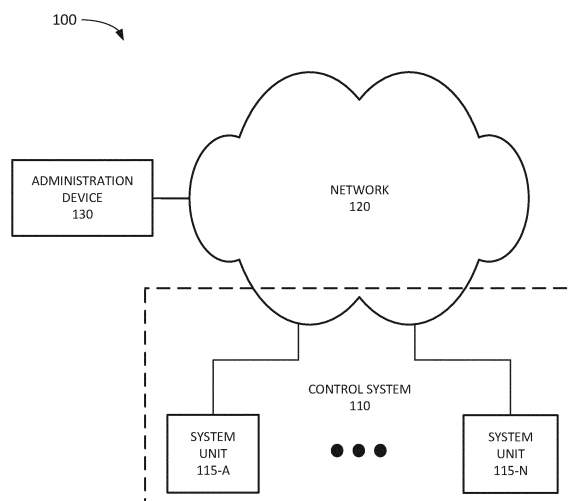 100
ADMINISTRATION
DEVICE
130
NETWORK
120
CONTROL SYSTEM
110
SYSTEM
UNIT
115-A
SYSTEM
UNIT
115-N